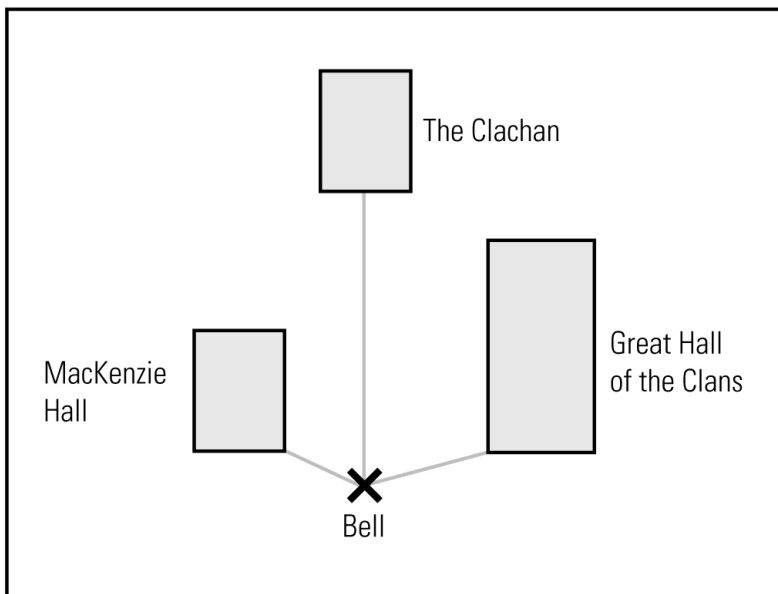 The Clachan
Great Hall
of the Clans
MacKenzie
Hall
Bell